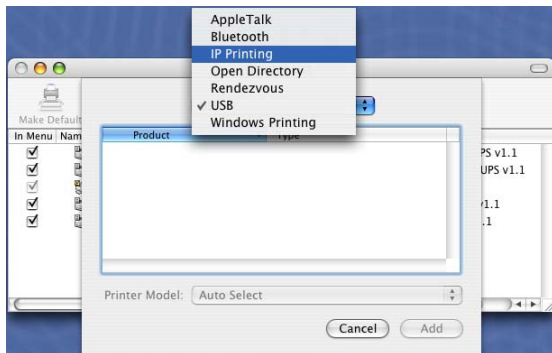 AppleTalk
Bluetooth
IP Printing
Open Directory
Rendezvous
✓ USB
Windows Printing
Make Default
In Menu Nam
Product Type
PS v1.1
UPS v1.1
v1.1
.1
Printer Model: Auto Select
Cancel Add